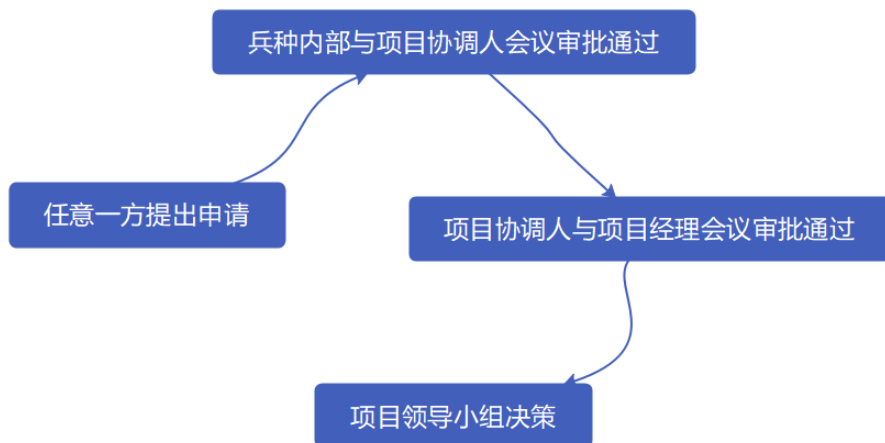 兵种内部与项目协调人会议审批通过
任意一方提出申请
项目协调人与项目经理会议审批通过
项目领导小组决策